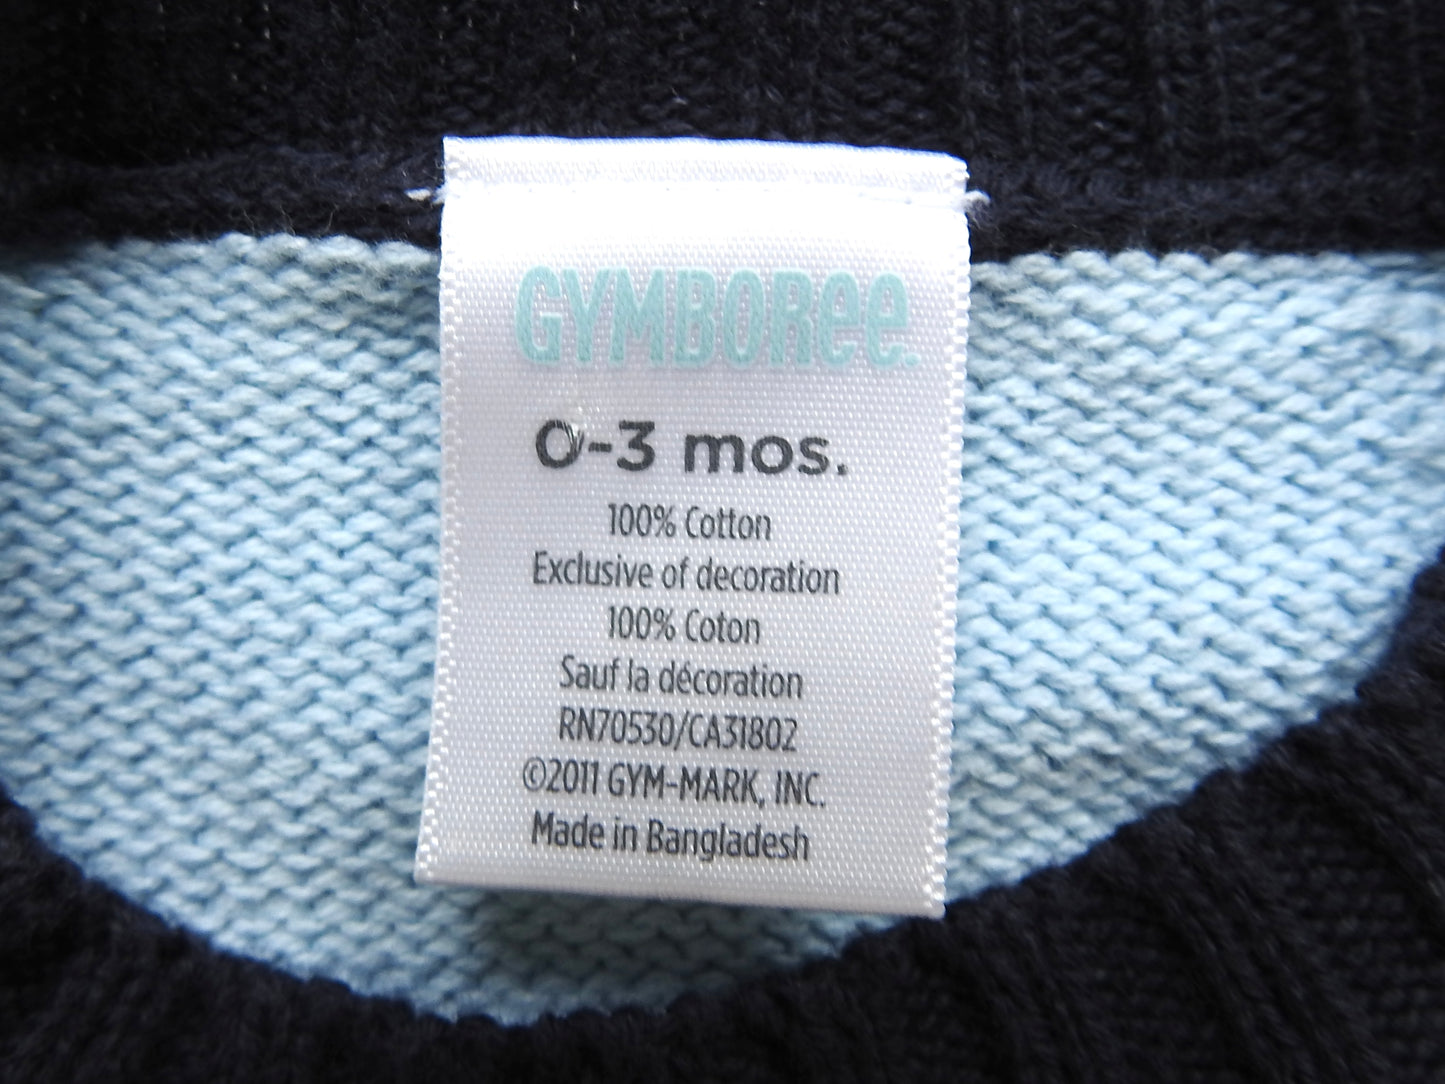 GYMBOREE.
0-3 mos.
100% Cotton
Exclusive of decoration
100% Coton
Sauf la décoration
RN70530/CA31802
©2011 GYM-MARK, INC.
Made in Bangladesh